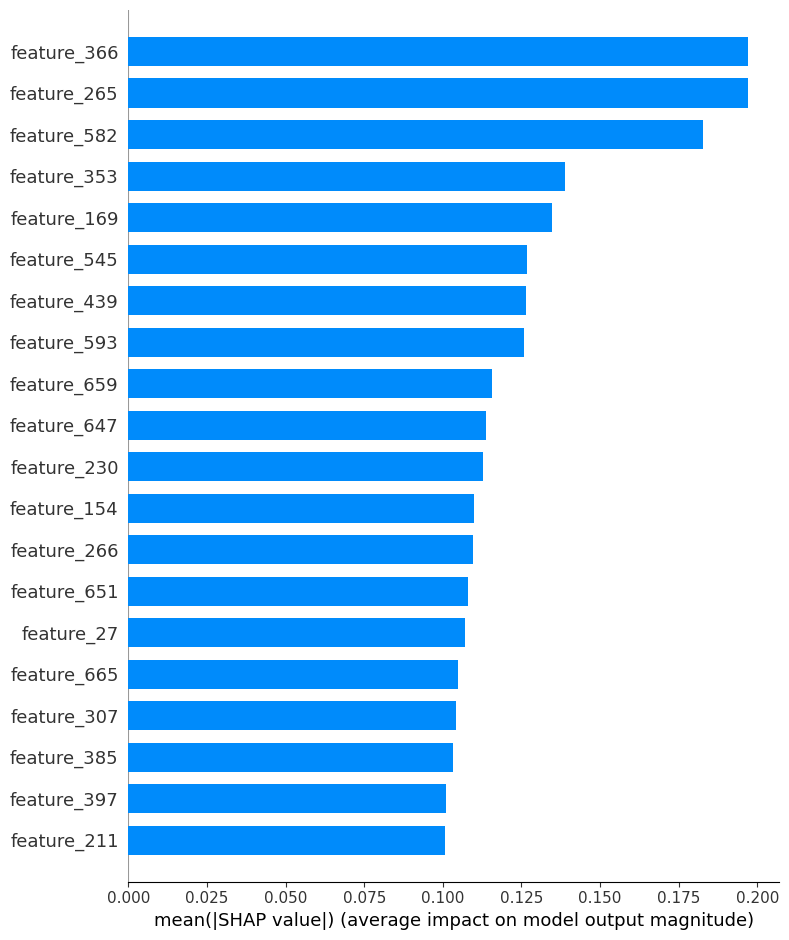 feature_366
feature_265
feature_582
feature_353
feature_169
feature_545
feature_439
feature_593
feature_659
feature_647
feature_230
feature_154
feature_266
feature_651
feature_27
feature_665
feature_307
feature_385
feature_397
feature_211
0.000 0.025 0.050 0.075 0.100 0.125 0.150 0.175 0.200
mean(|SHAP value|) (average impact on model output magnitude)